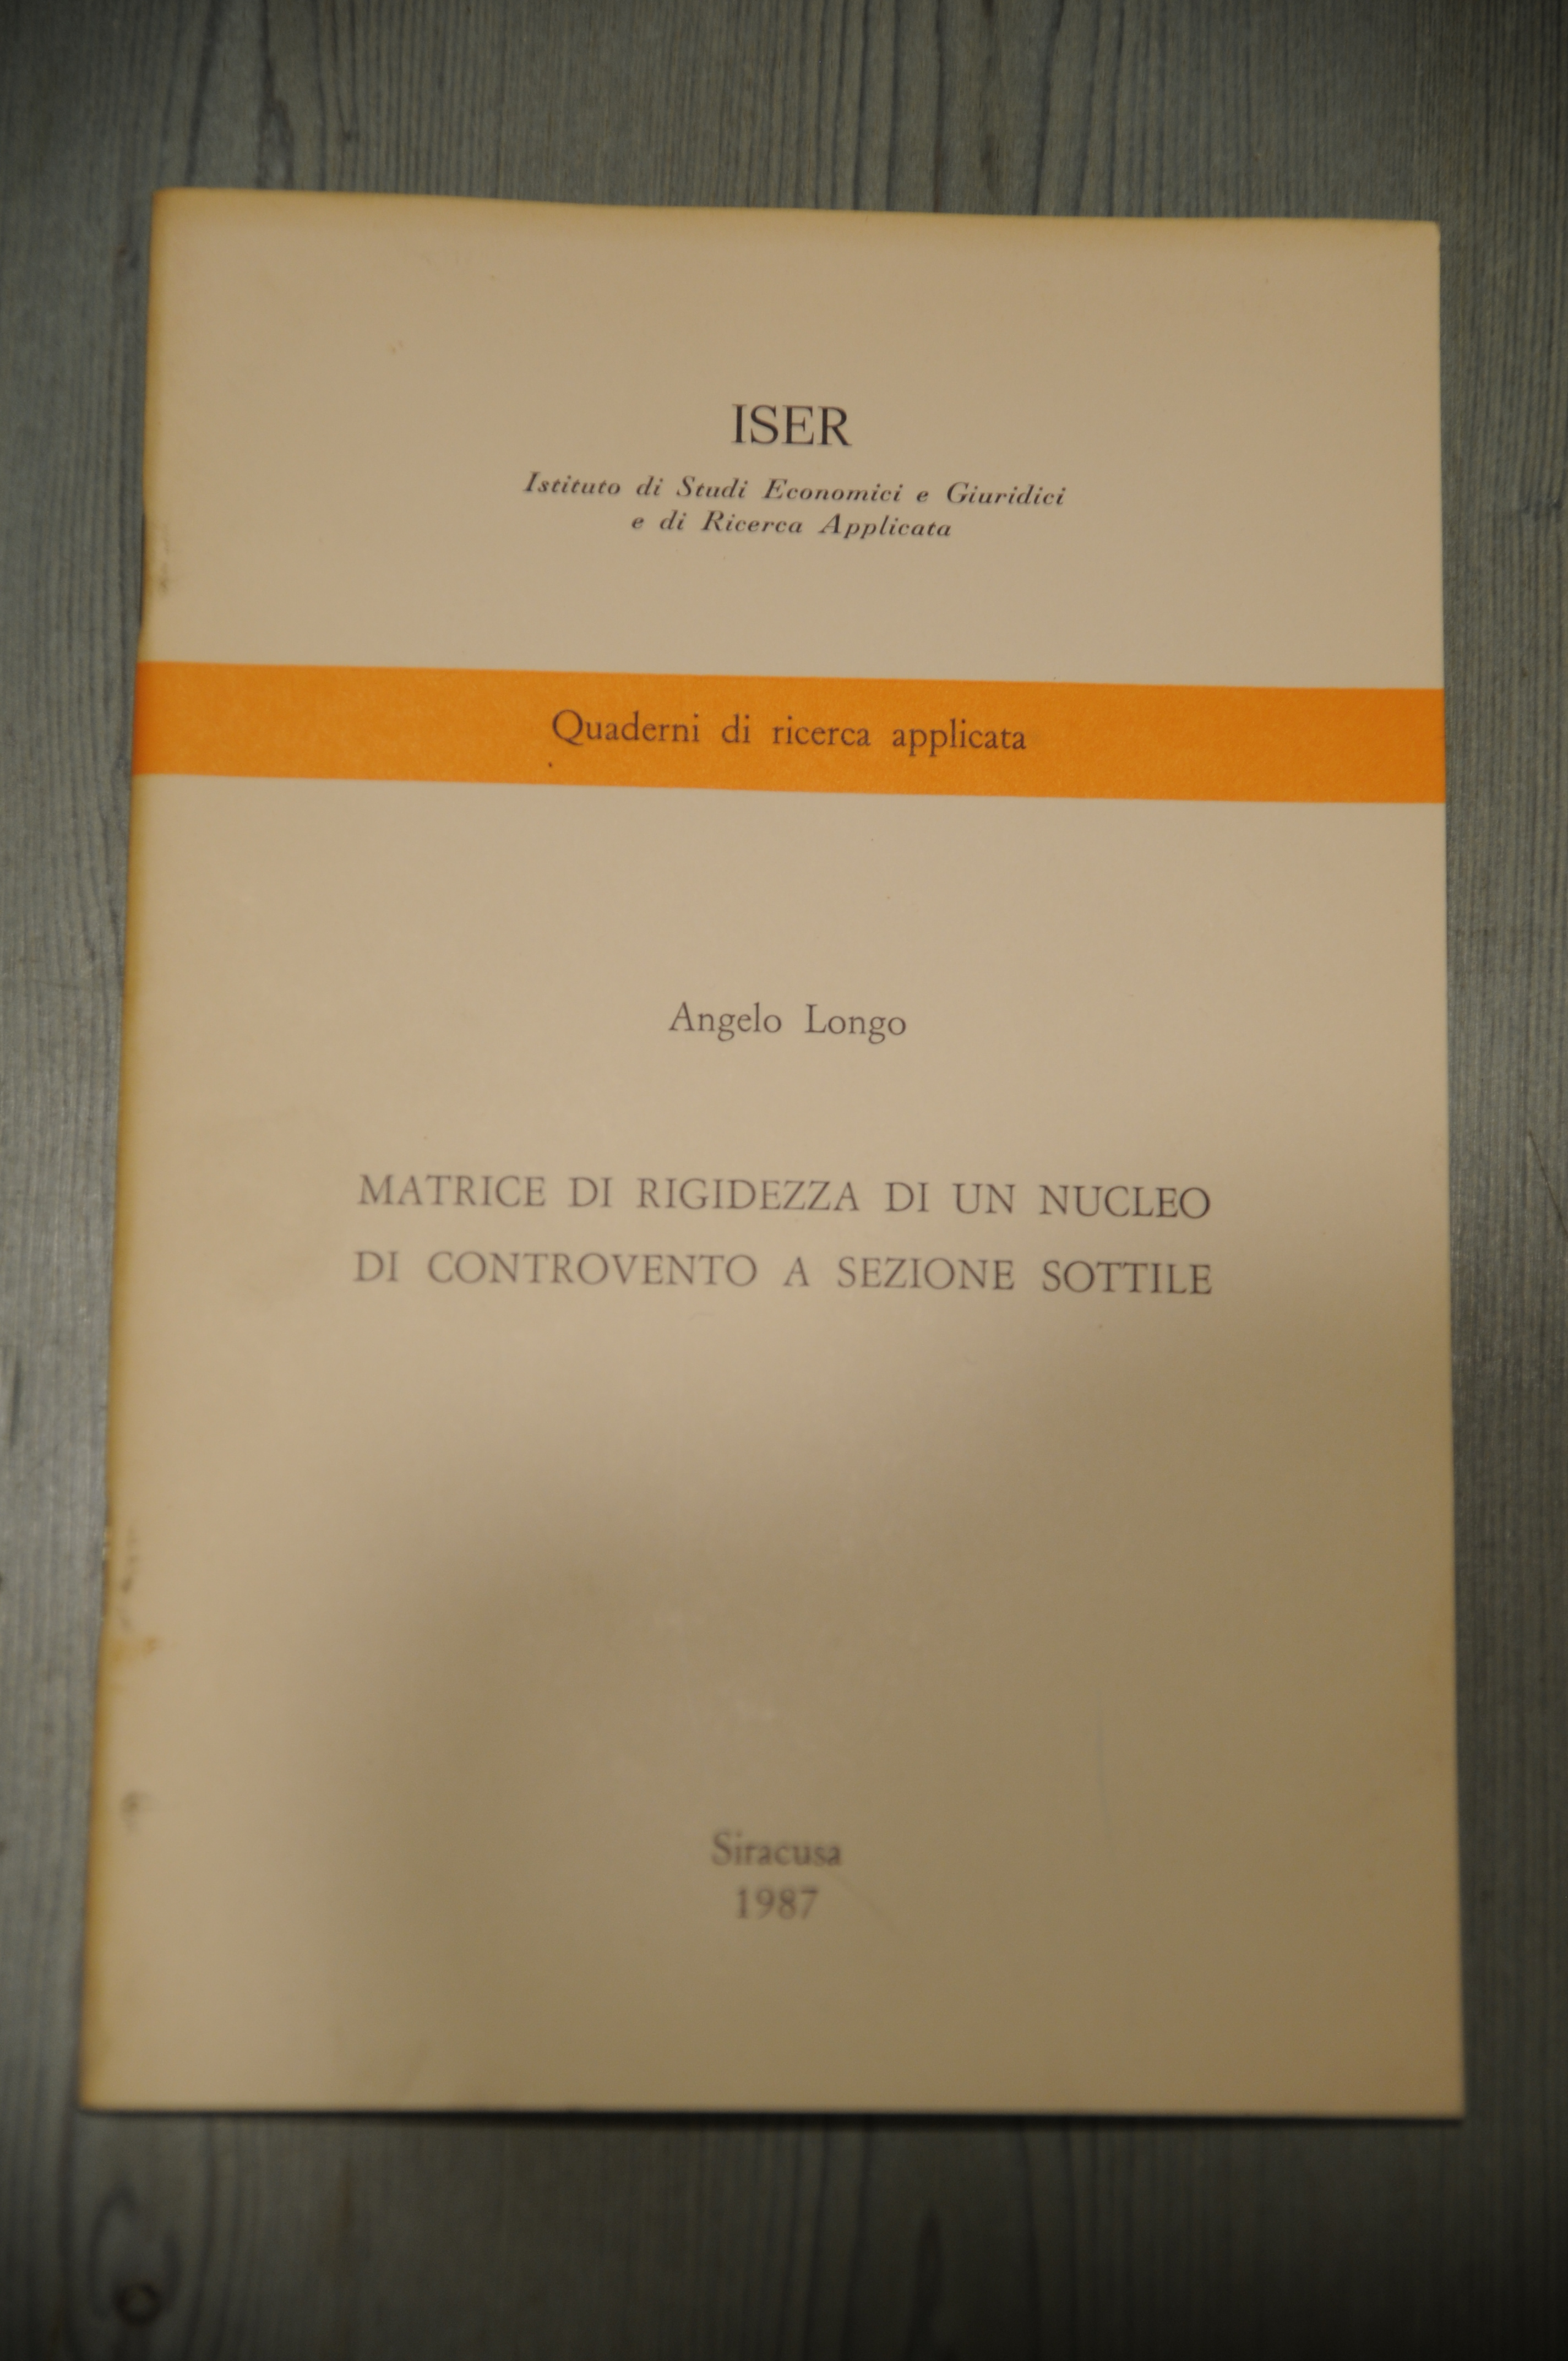 ISER
Istituto di Studi Economici e Giuridici
e di Ricerca Applicata
Quaderni di ricerca applicata
Angelo Longo
MATRICE DI RIGIDEZZA DI UN NUCLEO
DI CONTROVENTO A SEZIONE SOTTILE
Siracusa
1987